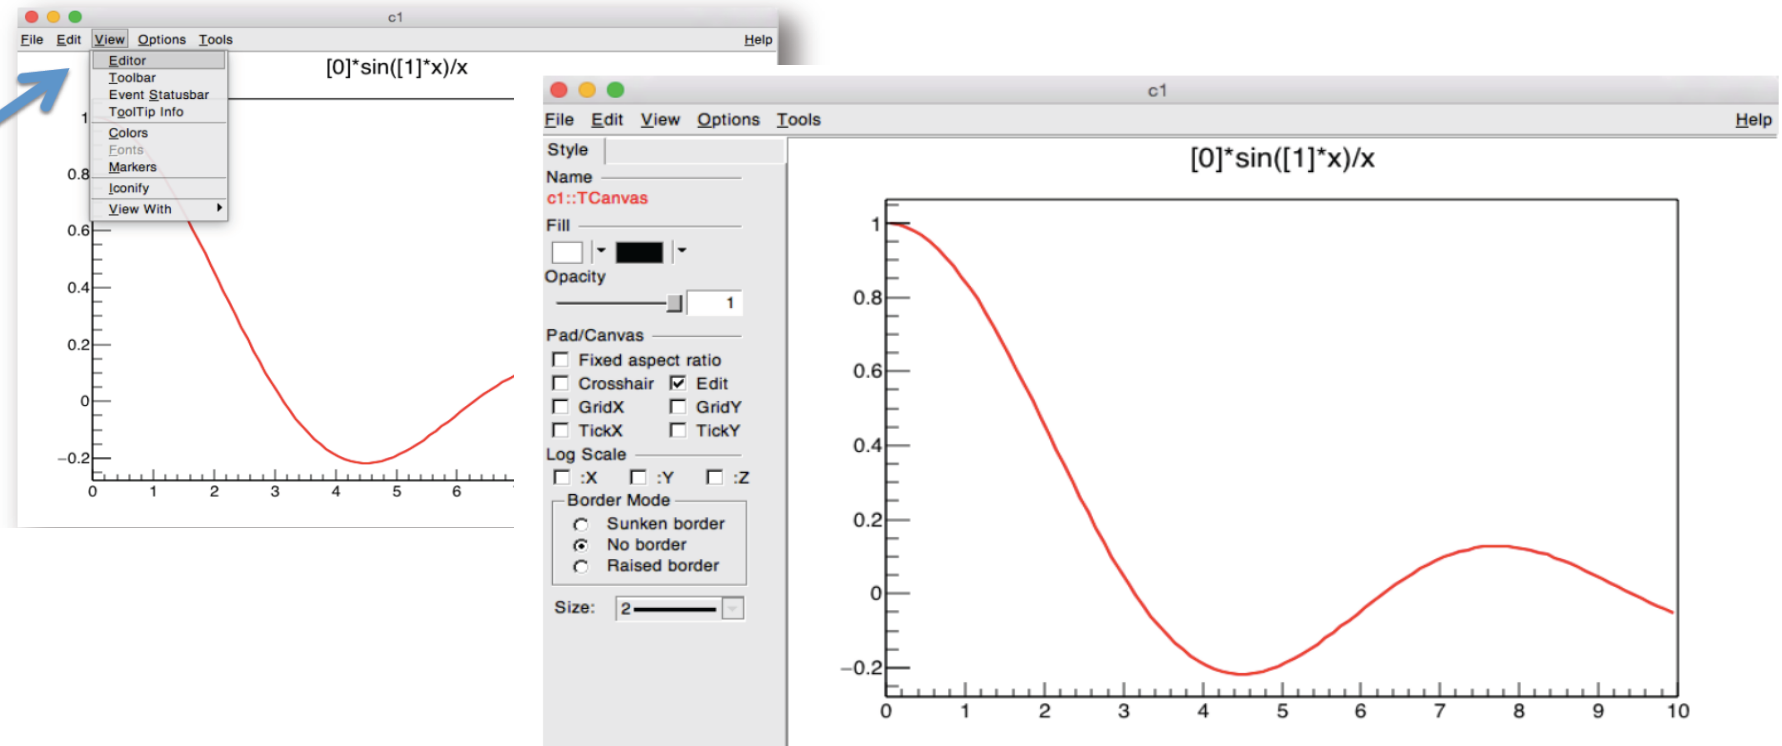 c1
File Edit View Options Tools Help
Editor
Toolbar
Event Statusbar
ToolTip Info
Colors
Fonts
Markers
Iconify
View With
[0]*sin([1]*x)/x
1
0.8
0.6
0.4
0.2
0
−0.2
0 1 2 3 4 5 6
c1
File Edit View Options Tools Help
Style
Name
c1::TCanvas
Fill
Opacity
1
Pad/Canvas
Fixed aspect ratio
Crosshair Edit
GridX GridY
TickX TickY
Log Scale
:X :Y :Z
Border Mode
Sunken border
No border
Raised border
Size: 2
[0]*sin([1]*x)/x
1
0.8
0.6
0.4
0.2
0
−0.2
0 1 2 3 4 5 6 7 8 9 10